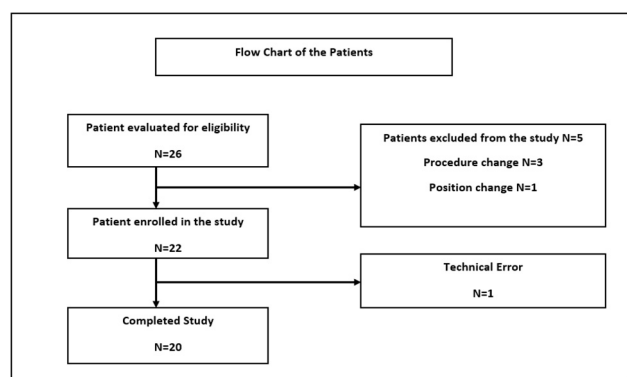 Flow Chart of the Patients
Patient evaluated for eligibility
N=26
Patients excluded from the study N=5
Procedure change N=3
Position change N=1
Patient enrolled in the study
N=22
Technical Error
N=1
Completed Study
N=20